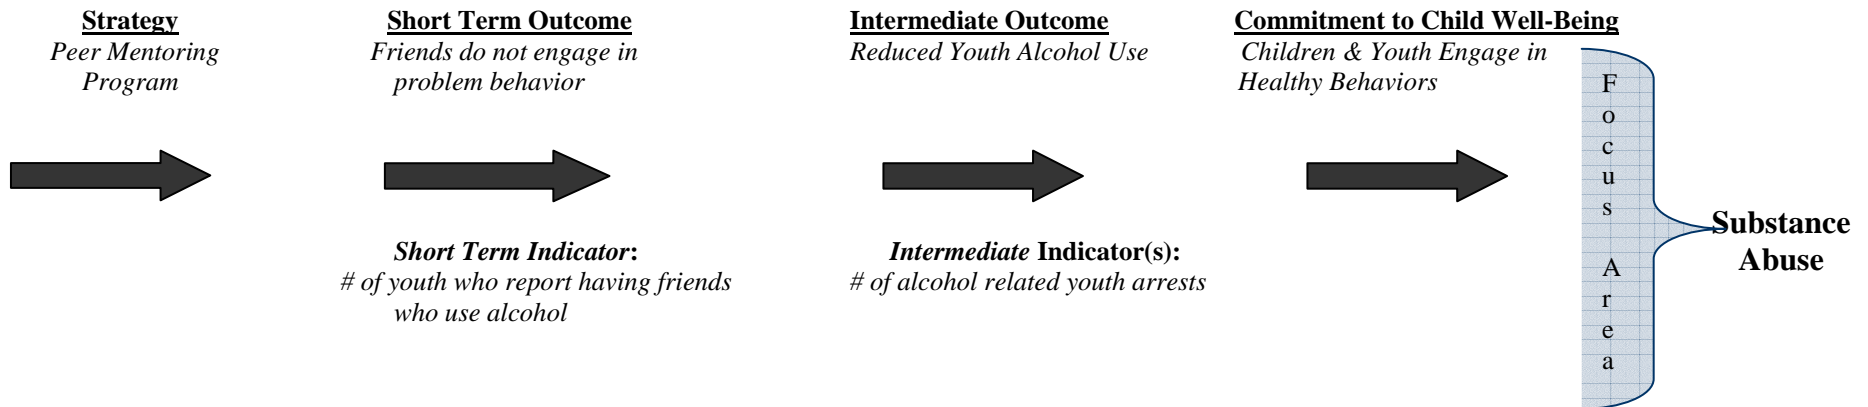 Strategy
Peer Mentoring
Program
Short Term Outcome
Friends do not engage in
problem behavior
Short Term Indicator:
# of youth who report having friends
who use alcohol
Intermediate Outcome
Reduced Youth Alcohol Use
Intermediate Indicator(s):
# of alcohol related youth arrests
Commitment to Child Well-Being
Children & Youth Engage in
Healthy Behaviors
Focus Area
Substance
Abuse